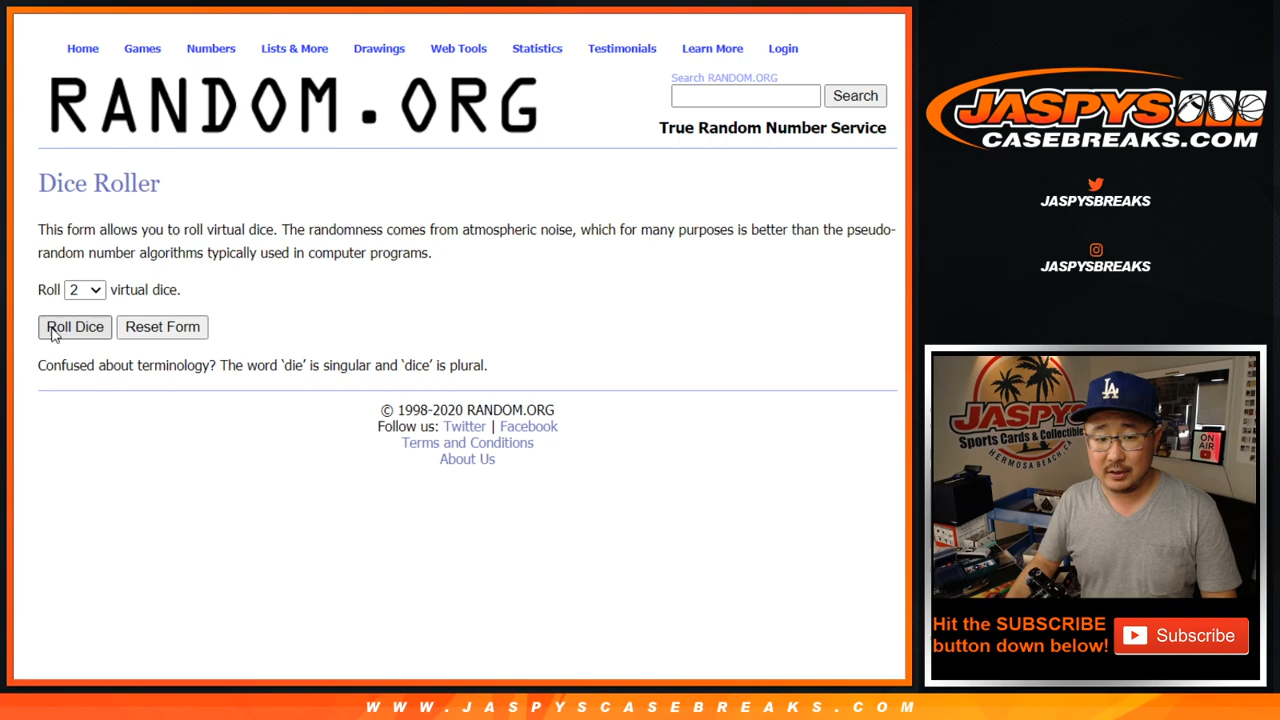 Home Games Numbers Lists & More Drawings Web Tools Statistics Testimonials Learn More Login
RANDOM.ORG
Search RANDOM.ORG
Search
True Random Number Service
Dice Roller
This form allows you to roll virtual dice. The randomness comes from atmospheric noise, which for many purposes is better than the pseudo-
random number algorithms typically used in computer programs.
Roll 2 virtual dice.
Roll Dice Reset Form
Confused about terminology? The word ‘die’ is singular and ‘dice’ is plural.
© 1998-2020 RANDOM.ORG
Follow us: Twitter | Facebook
Terms and Conditions
About Us
JASPYS
CASEBREAKS.COM
JASPYSBREAKS
JASPYSBREAKS
JASPYS
Sports Cards & Collectible
HERMOSA BEACH, CA
LA
ON
AIR
Hit the SUBSCRIBE
button down below!
Subscribe
WWW.JASPYSCASEBREAKS.COM